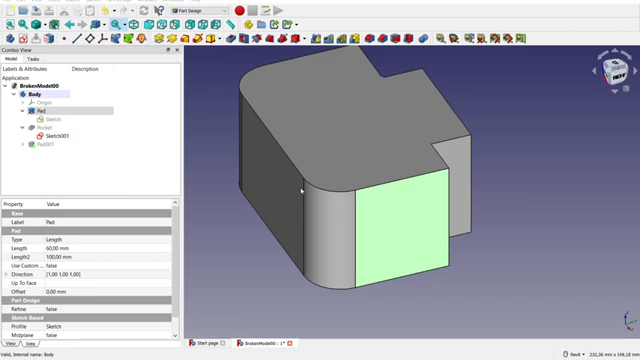 Part Design
Combo View
Model Tasks
Labels & Attributes Description
Application
BrokenModel00
Body
Origin
Pad
Sketch
Pocket
Sketch001
Pad001
Property Value
Base
Label Pad
Pad
Type Length
Length 60,00 mm
Length2 100,00 mm
Use Custom ... false
Direction [1,00 1,00 1,00]
Up To Face
Offset 0,00 mm
Part Design
Refine false
Sketch Based
Profile Sketch
Midplane false
View Data
Start page BrokenModel00 : 1*
Valid, Internal name: Body
Revit 232,36 mm x 149,28 mm